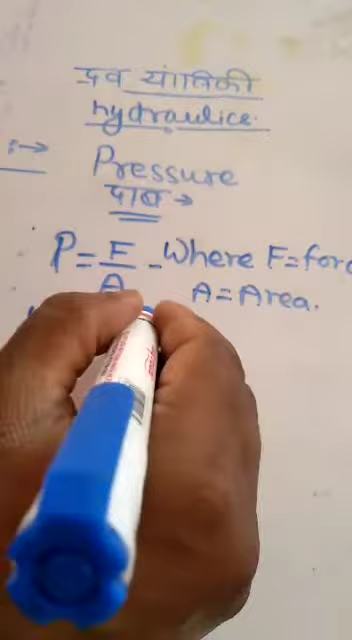 द्रव यांत्रिकी
hydraulice.
:→ Pressure
दाब →
P = F/A - Where F = forc
A = Area.